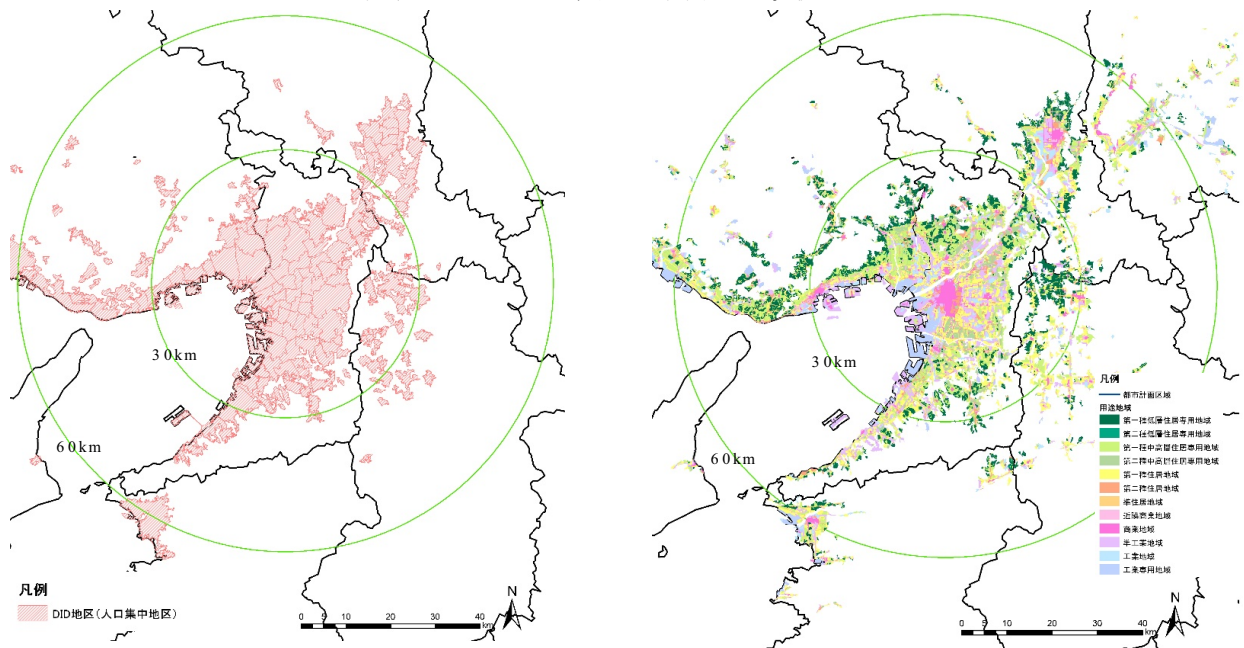 30km
60km
凡例
DID地区(人口集中地区)
N
0 5 10 20 30 40
km
30km
60km
凡例
都市計画区域
用途地域
第一種低層住居専用地域
第二種低層住居専用地域
第一種中高層住居専用地域
第二種中高層住居専用地域
第一種住居地域
第二種住居地域
準住居地域
近隣商業地域
商業地域
準工業地域
工業地域
工業専用地域
N
0 5 10 20 30 40
km